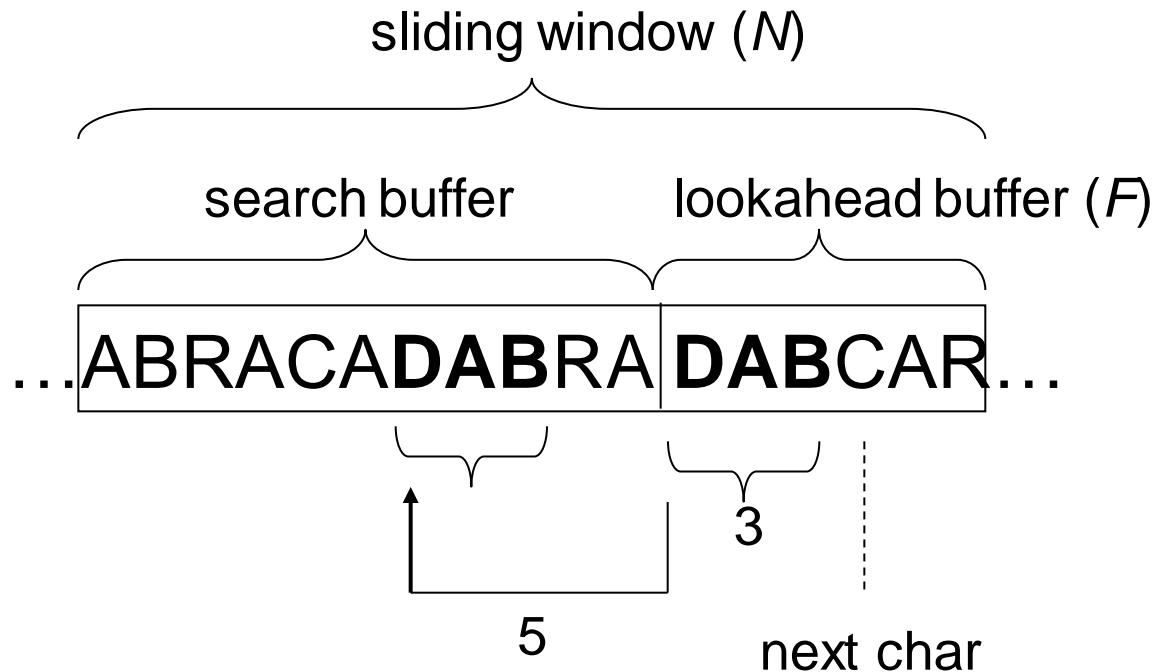 sliding window (N)
search buffer lookahead buffer (F)
…ABRACADABRA DABCAR…
3
5
next char